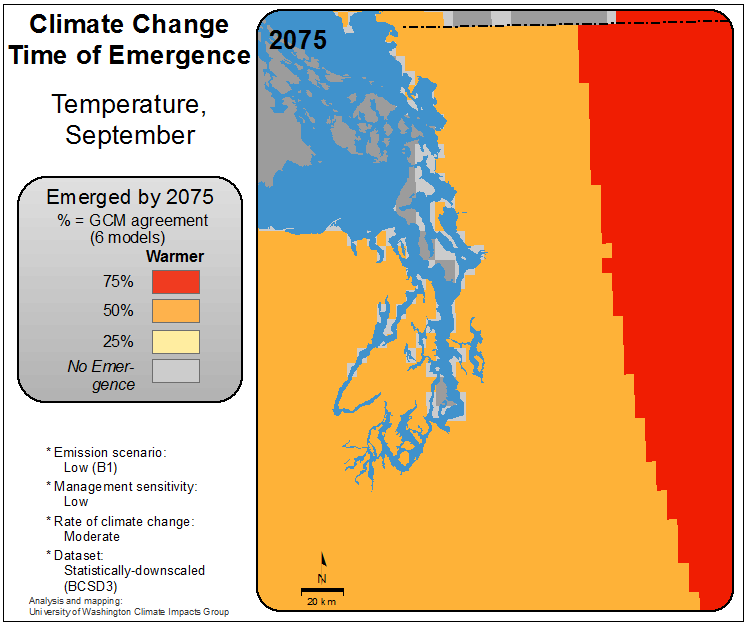 Climate Change
Time of Emergence
Temperature,
September
Emerged by 2075
% = GCM agreement
(6 models)
Warmer
75%
50%
25%
No Emer-
gence
* Emission scenario:
Low (B1)
* Management sensitivity:
Low
* Rate of climate change:
Moderate
* Dataset:
Statistically-downscaled
(BCSD3)
Analysis and mapping:
University of Washington Climate Impacts Group
2075
N
20 km